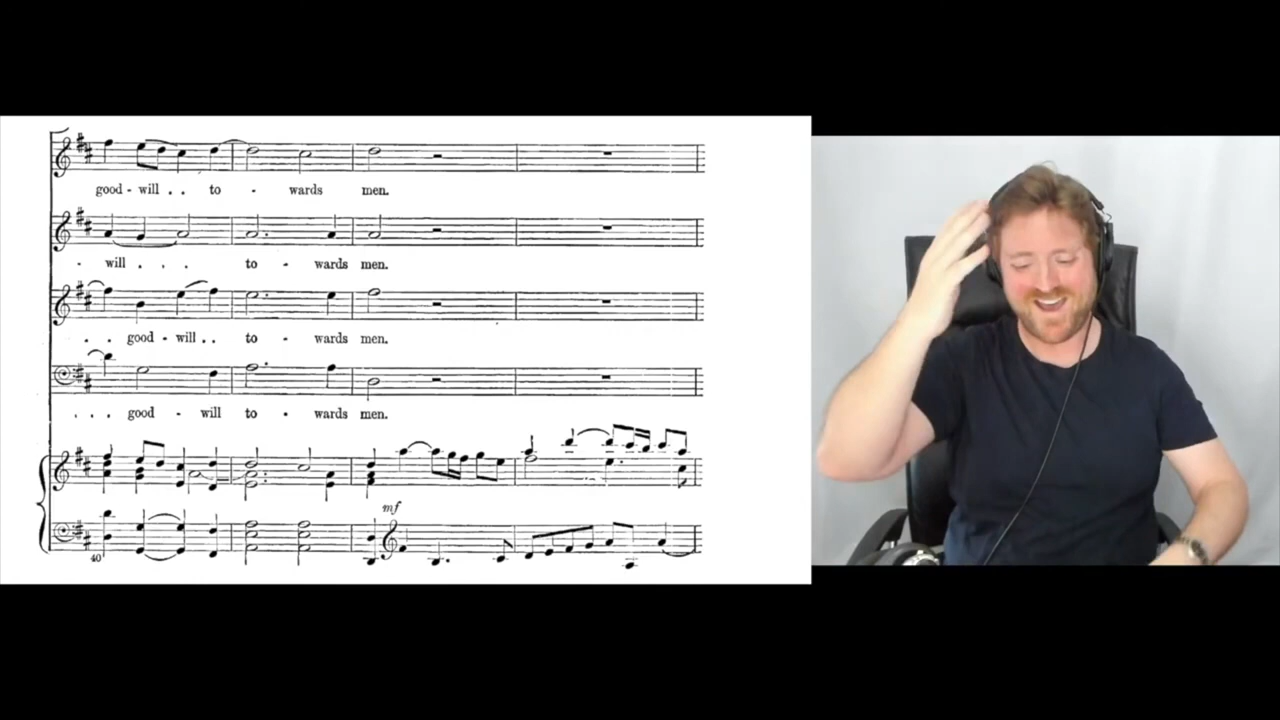 good - will . . to - wards men.
- will . . . to - wards men.
. . good - will . . to - wards men.
. . . good - will to - wards men.
mf
40